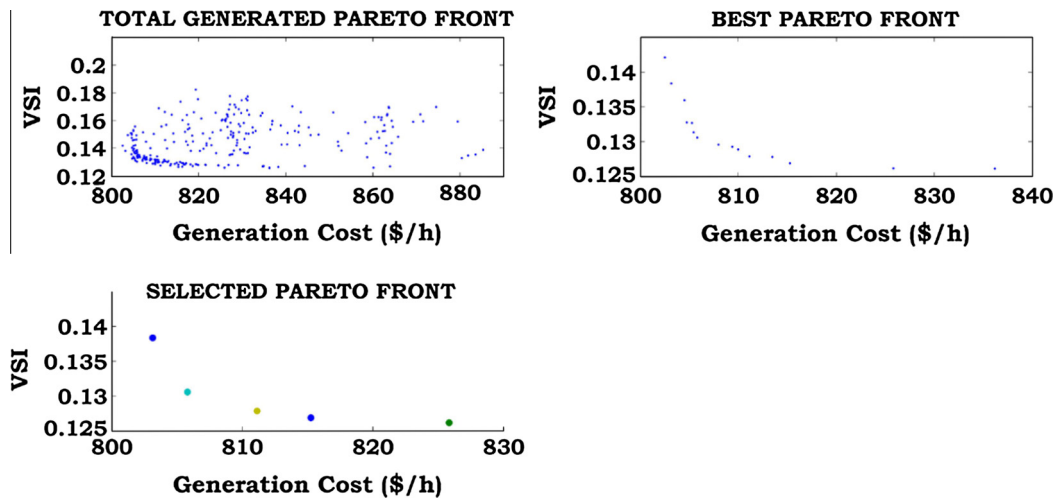 TOTAL GENERATED PARETO FRONT
VSI
0.2
0.18
0.16
0.14
0.12
800 820 840 860 880
Generation Cost ($/h)
BEST PARETO FRONT
VSI
0.14
0.135
0.13
0.125
800 810 820 830 840
Generation Cost ($/h)
SELECTED PARETO FRONT
VSI
0.14
0.135
0.13
0.125
800 810 820 830
Generation Cost ($/h)